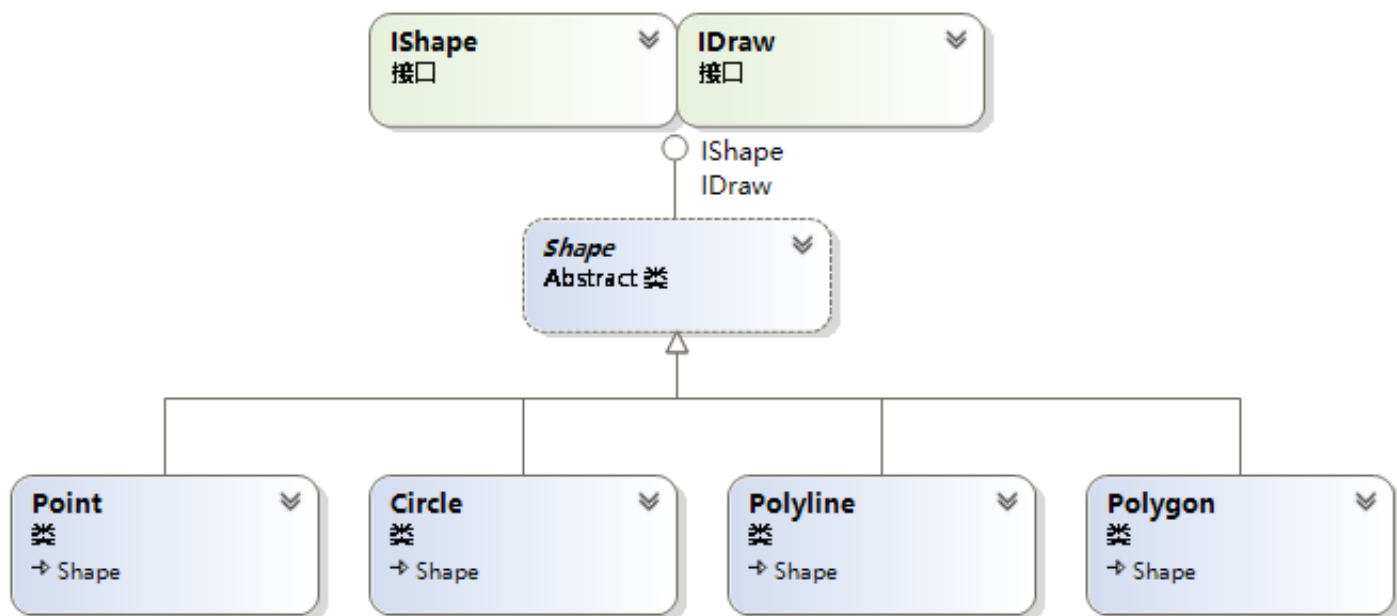 IShape
接口
IDraw
接口
IShape
IDraw
Shape
Abstract 类
Point
类
Shape
Circle
类
Shape
Polyline
类
Shape
Polygon
类
Shape